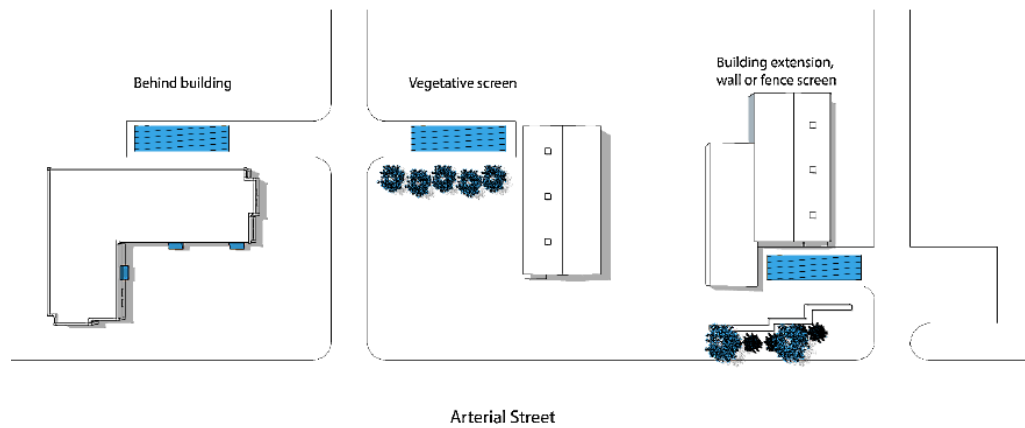 Behind building
Vegetative screen
Building extension,
wall or fence screen
Arterial Street